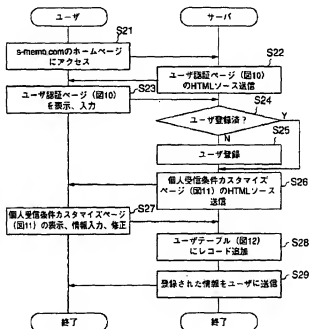 ユーザ
サーバ
S21
s-memo.comのホームページ
にアクセス
S22
ユーザ認証ページ（図10）
のHTMLソース送信
S23
ユーザ認証ページ（図10）
を表示、入力
S24
ユーザ登録済？
Y
N
S25
ユーザ登録
S26
個人受信条件カスタマイズ
ページ（図11）のHTMLソース
送信
S27
個人受信条件カスタマイズページ
（図11）の表示、情報入力、修正
S28
ユーザテーブル（図12）
にレコード追加
S29
登録された情報をユーザに送信
終了
終了